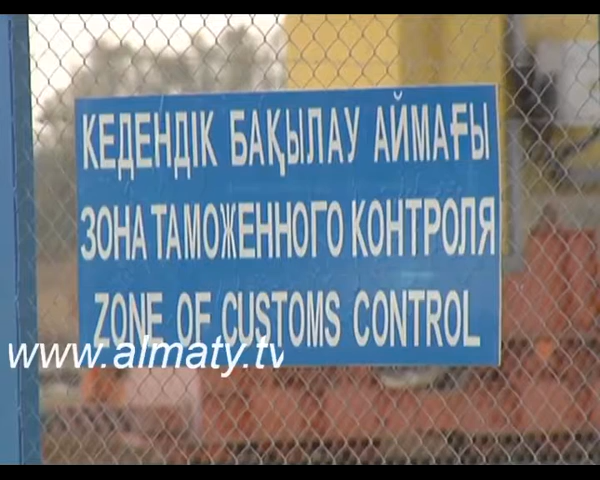 КЕДЕНДІК БАҚЫЛАУ АЙМАҒЫ
ЗОНА ТАМОЖЕННОГО КОНТРОЛЯ
ZONE OF CUSTOMS CONTROL
www.almaty.tv